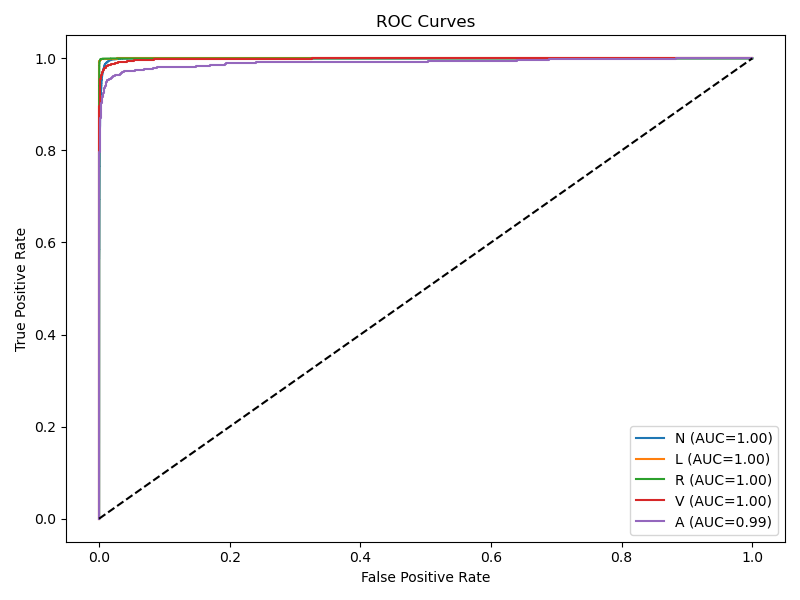 ROC Curves
True Positive Rate
1.0
0.8
0.6
0.4
0.2
0.0
0.0 0.2 0.4 0.6 0.8 1.0
False Positive Rate
N (AUC=1.00)
L (AUC=1.00)
R (AUC=1.00)
V (AUC=1.00)
A (AUC=0.99)